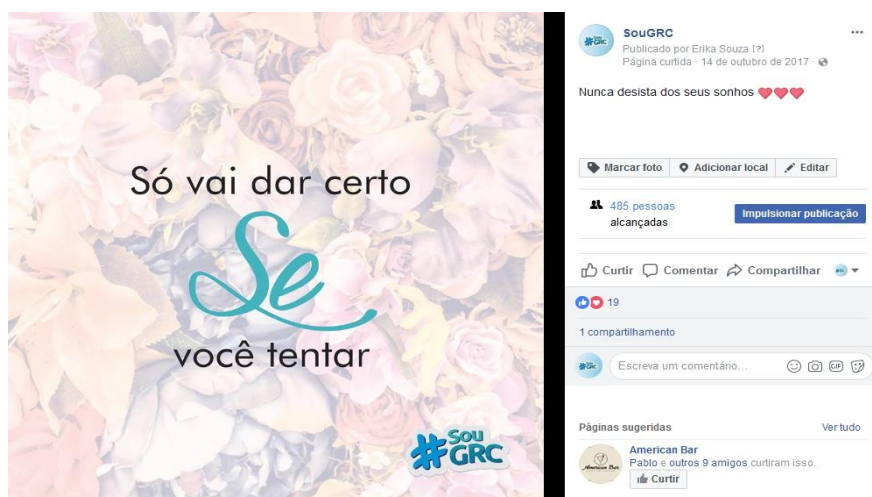 Só vai dar certo
Se
você tentar
#Sou
GRC
SouGRC
Publicado por Erika Souza [?]
Página curtida · 14 de outubro de 2017 ·
Nunca desista dos seus sonhos
Marcar foto
Adicionar local
Editar
485 pessoas
alcançadas
Impulsionar publicação
Curtir
Comentar
Compartilhar
19
1 compartilhamento
Escreva um comentário...
GIF
Páginas sugeridas
Ver tudo
American Bar
American Bar
Pablo e outros 9 amigos curtiram isso.
Curtir